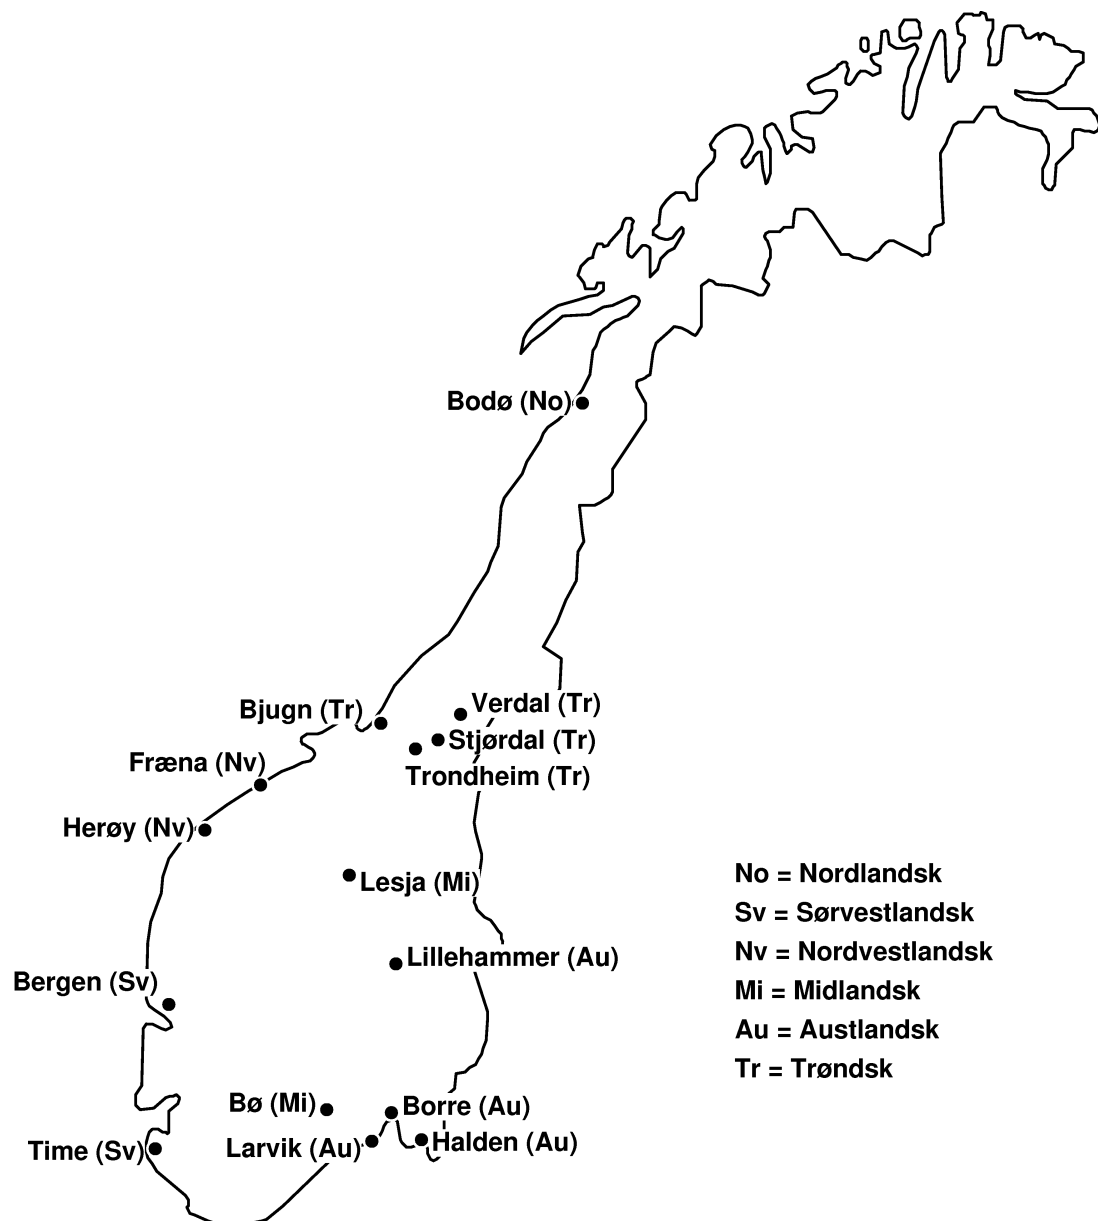 Bodø (No)
Verdal (Tr)
Bjugn (Tr)
Stjørdal (Tr)
Fræna (Nv)
Trondheim (Tr)
Herøy (Nv)
Lesja (Mi)
Lillehammer (Au)
Bergen (Sv)
Bø (Mi)
Borre (Au)
Halden (Au)
Larvik (Au)
Time (Sv)
No = Nordlandsk
Sv = Sørvestlandsk
Nv = Nordvestlandsk
Mi = Midlandsk
Au = Austlandsk
Tr = Trøndsk